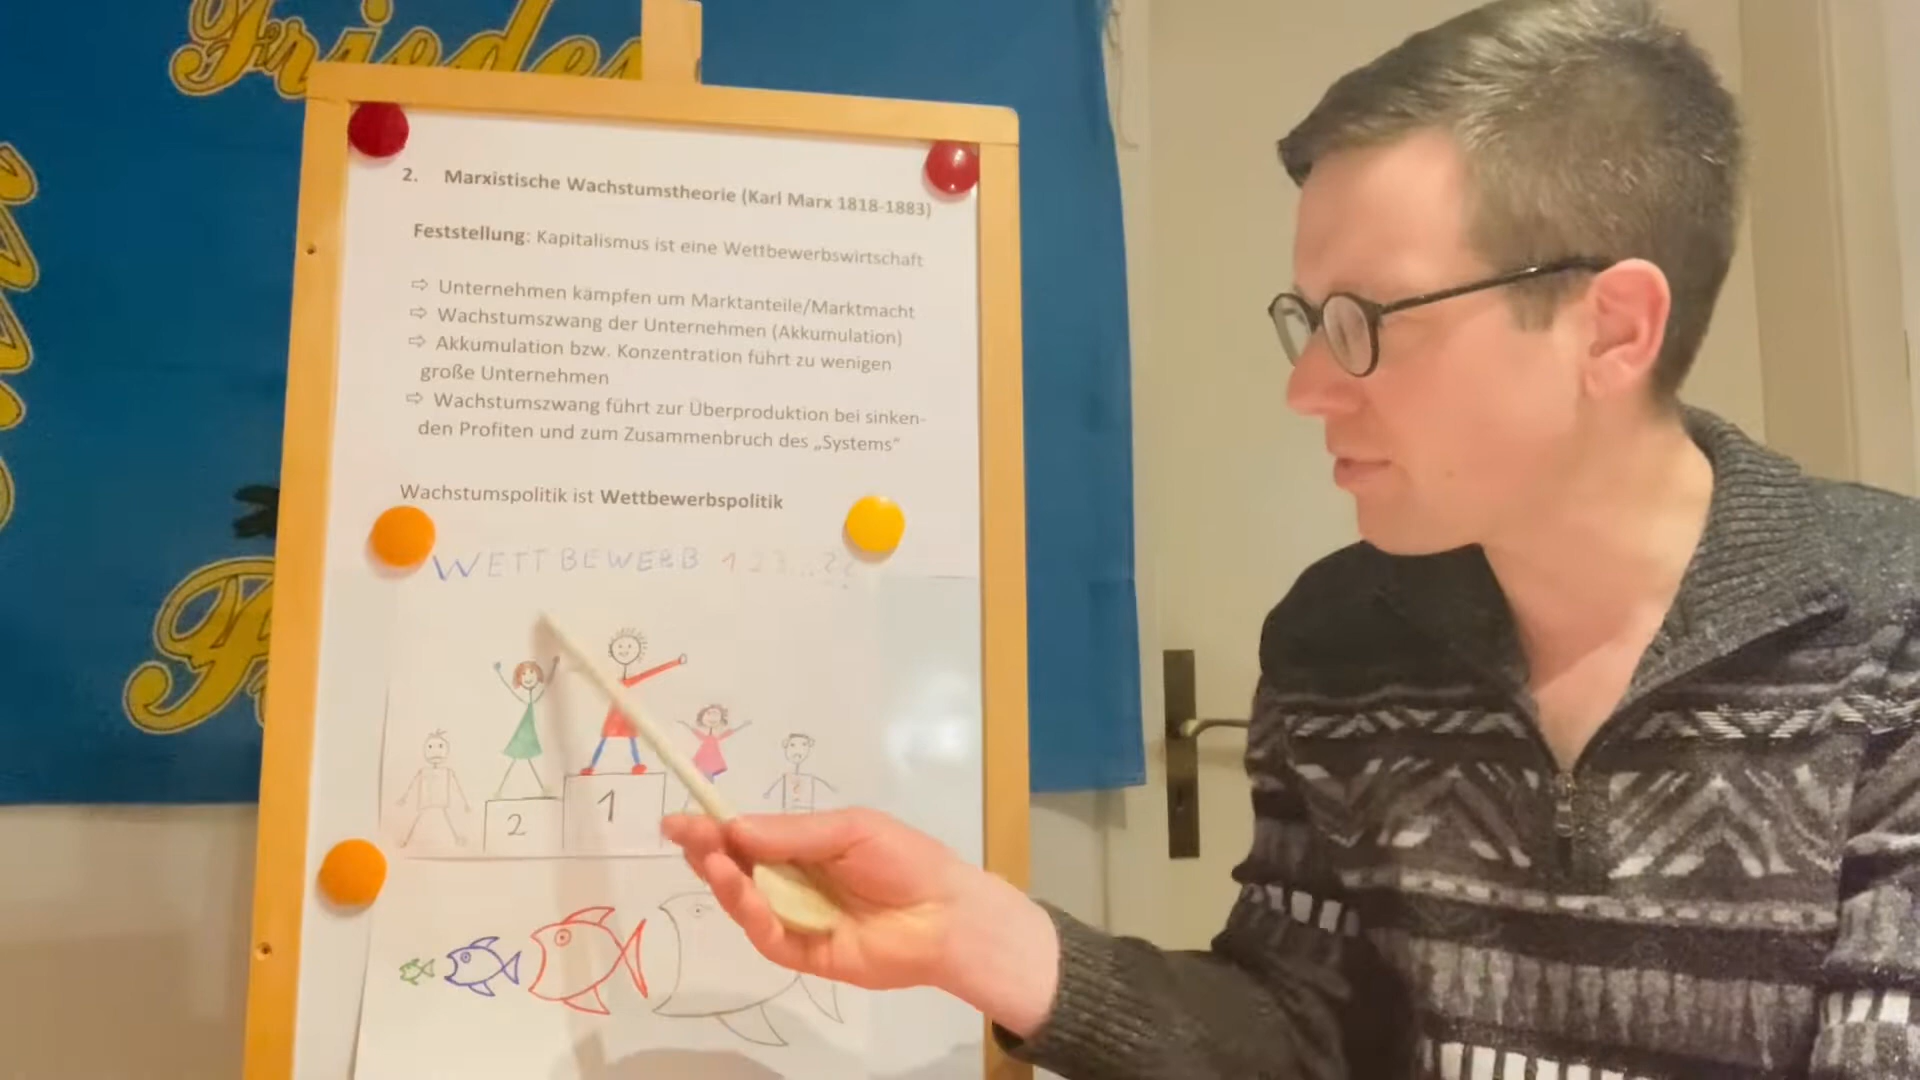 Frieden
2. Marxistische Wachstumstheorie (Karl Marx 1818-1883)
Feststellung: Kapitalismus ist eine Wettbewerbswirtschaft
⇨ Unternehmen kämpfen um Marktanteile/Marktmacht
⇨ Wachstumszwang der Unternehmen (Akkumulation)
⇨ Akkumulation bzw. Konzentration führt zu wenigen
große Unternehmen
⇨ Wachstumszwang führt zur Überproduktion bei sinken-
den Profiten und zum Zusammenbruch des „Systems“
Wachstumspolitik ist Wettbewerbspolitik
WETTBEWERB 1 2 3 ... ??
2 1